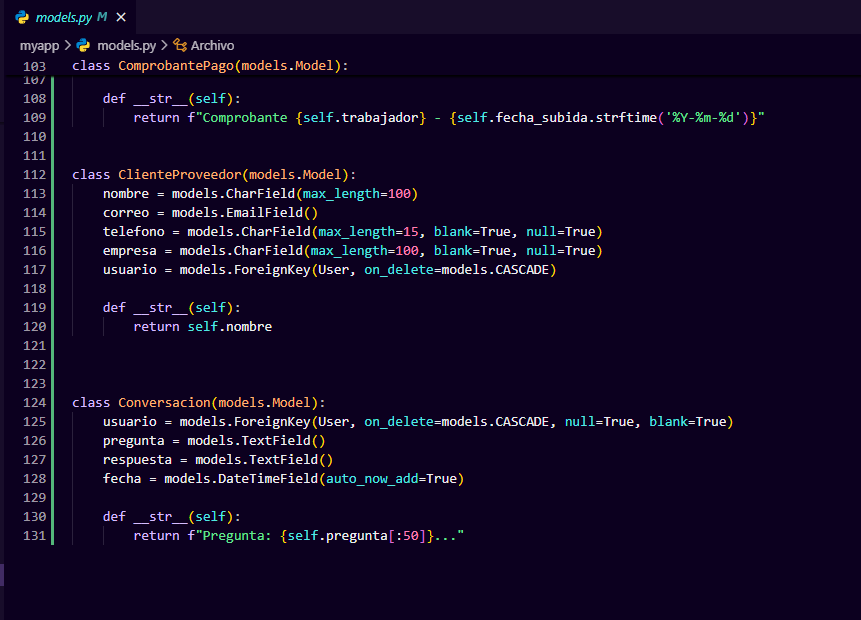 models.py M
myapp > models.py > Archivo
103 class ComprobantePago(models.Model):
107
108 def __str__(self):
109 return f"Comprobante {self.trabajador} - {self.fecha_subida.strftime('%Y-%m-%d')}"
110
111
112 class ClienteProveedor(models.Model):
113 nombre = models.CharField(max_length=100)
114 correo = models.EmailField()
115 telefono = models.CharField(max_length=15, blank=True, null=True)
116 empresa = models.CharField(max_length=100, blank=True, null=True)
117 usuario = models.ForeignKey(User, on_delete=models.CASCADE)
118
119 def __str__(self):
120 return self.nombre
121
122
123
124 class Conversacion(models.Model):
125 usuario = models.ForeignKey(User, on_delete=models.CASCADE, null=True, blank=True)
126 pregunta = models.TextField()
127 respuesta = models.TextField()
128 fecha = models.DateTimeField(auto_now_add=True)
129
130 def __str__(self):
131 return f"Pregunta: {self.pregunta[:50]}..."